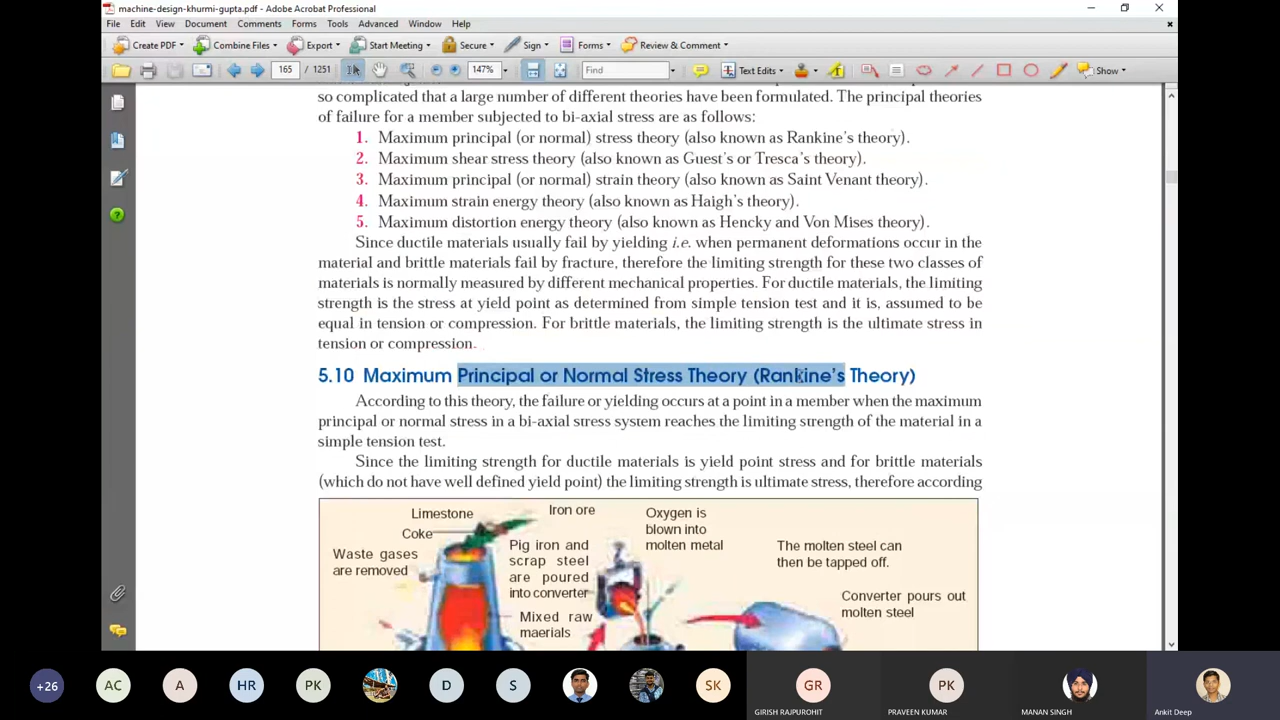 machine-design-khurmi-gupta.pdf - Adobe Acrobat Professional
File Edit View Document Comments Forms Tools Advanced Window Help
Create PDF Combine Files Export Start Meeting Secure Sign Forms Review & Comment
165 / 1251 147% Find Text Edits Show
so complicated that a large number of different theories have been formulated. The principal theories
of failure for a member subjected to bi-axial stress are as follows:
1. Maximum principal (or normal) stress theory (also known as Rankine's theory).
2. Maximum shear stress theory (also known as Guest's or Tresca's theory).
3. Maximum principal (or normal) strain theory (also known as Saint Venant theory).
4. Maximum strain energy theory (also known as Haigh's theory).
5. Maximum distortion energy theory (also known as Hencky and Von Mises theory).
Since ductile materials usually fail by yielding i.e. when permanent deformations occur in the
material and brittle materials fail by fracture, therefore the limiting strength for these two classes of
materials is normally measured by different mechanical properties. For ductile materials, the limiting
strength is the stress at yield point as determined from simple tension test and it is, assumed to be
equal in tension or compression. For brittle materials, the limiting strength is the ultimate stress in
tension or compression.
5.10 Maximum Principal or Normal Stress Theory (Rankine's Theory)
According to this theory, the failure or yielding occurs at a point in a member when the maximum
principal or normal stress in a bi-axial stress system reaches the limiting strength of the material in a
simple tension test.
Since the limiting strength for ductile materials is yield point stress and for brittle materials
(which do not have well defined yield point) the limiting strength is ultimate stress, therefore according
Limestone
Coke
Waste gases
are removed
Iron ore
Pig iron and
scrap steel
are poured
into converter
Mixed raw
maerials
Oxygen is
blown into
molten metal
The molten steel can
then be tapped off.
Converter pours out
molten steel
+26 AC A HR PK D S SK GR PK
GIRISH RAJPUROHIT PRAVEEN KUMAR MANAN SINGH Ankit Deep